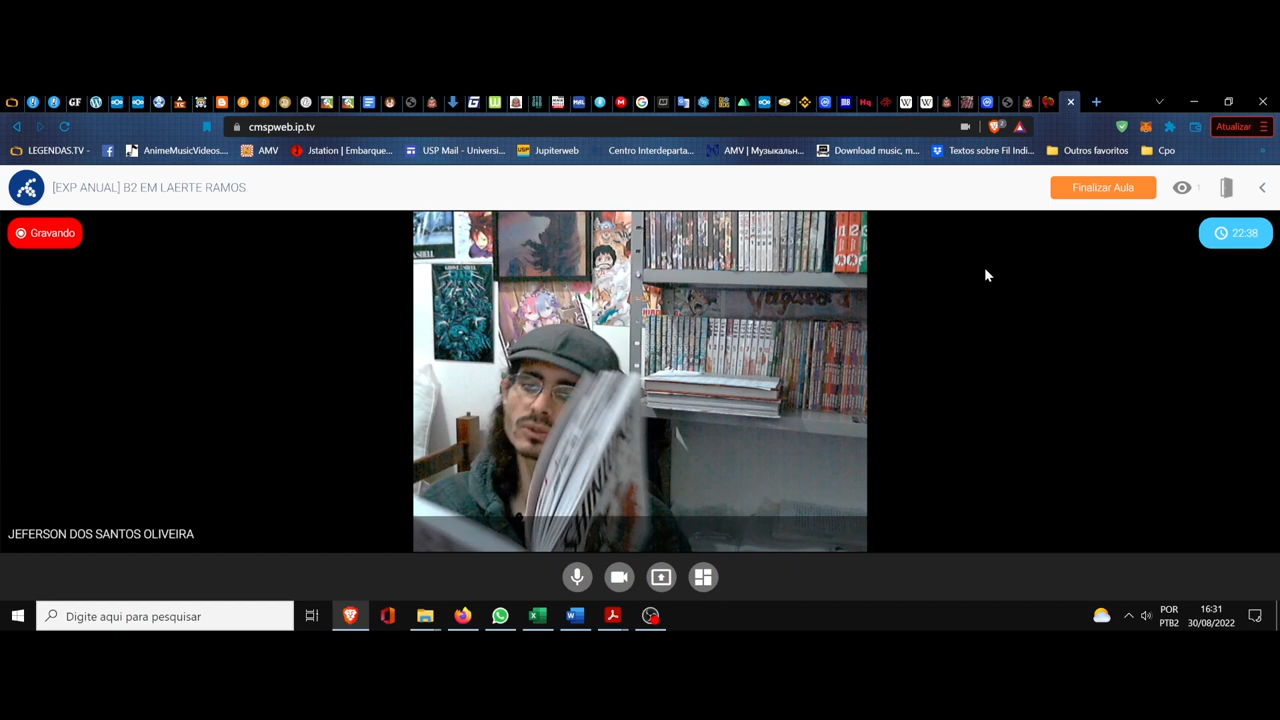 cmspweb.ip.tv
Atualizar
LEGENDAS.TV -
AnimeMusicVideos...
AMV
Jstation | Embarque...
USP Mail - Universi...
Jupiterweb
Centro Interdeparta...
AMV | Музыкальн...
Download music, m...
Textos sobre Fil Indi...
Outros favoritos
Cpo
[EXP ANUAL] B2 EM LAERTE RAMOS
Finalizar Aula
1
Gravando
22:38
JEFERSON DOS SANTOS OLIVEIRA
Digite aqui para pesquisar
POR
PTB2
16:31
30/08/2022